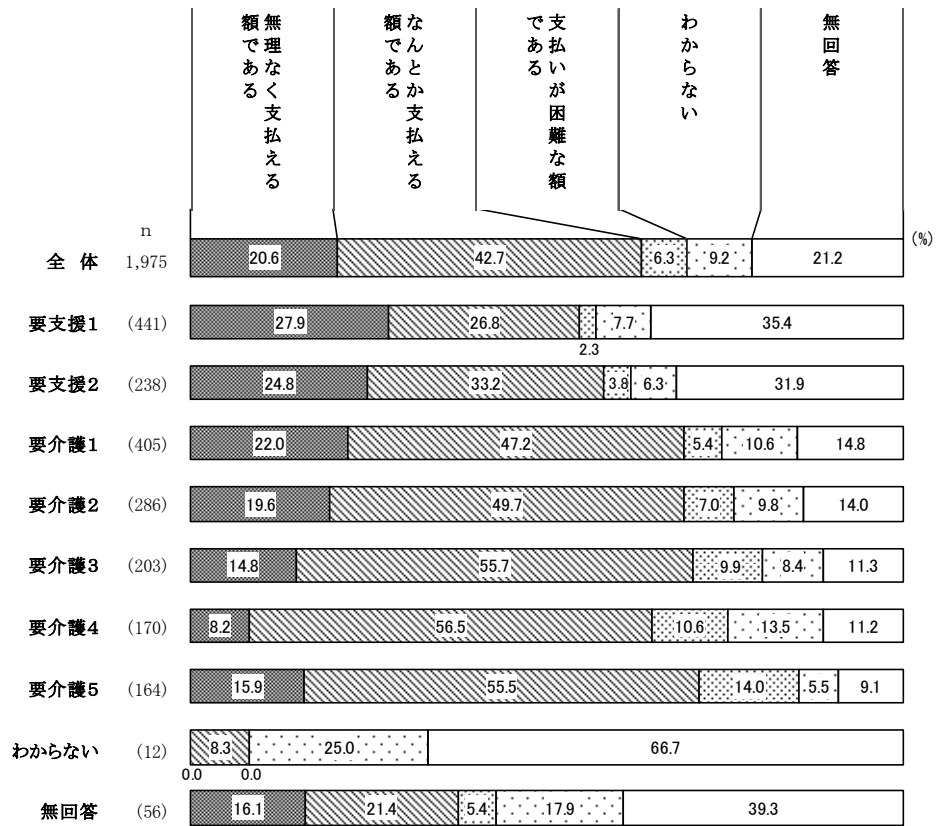 無理なく支払える
額である
なんとか支払える
額である
支払いが困難な額
である
わからない
無回答
(%)
n
全 体 1,975 20.6 42.7 6.3 9.2 21.2
要支援1 (441) 27.9 26.8 7.7 35.4
2.3
要支援2 (238) 24.8 33.2 3.8 6.3 31.9
要介護1 (405) 22.0 47.2 5.4 10.6 14.8
要介護2 (286) 19.6 49.7 7.0 9.8 14.0
要介護3 (203) 14.8 55.7 9.9 8.4 11.3
要介護4 (170) 8.2 56.5 10.6 13.5 11.2
要介護5 (164) 15.9 55.5 14.0 5.5 9.1
わからない (12) 8.3 25.0 66.7
0.0 0.0
無回答 (56) 16.1 21.4 5.4 17.9 39.3